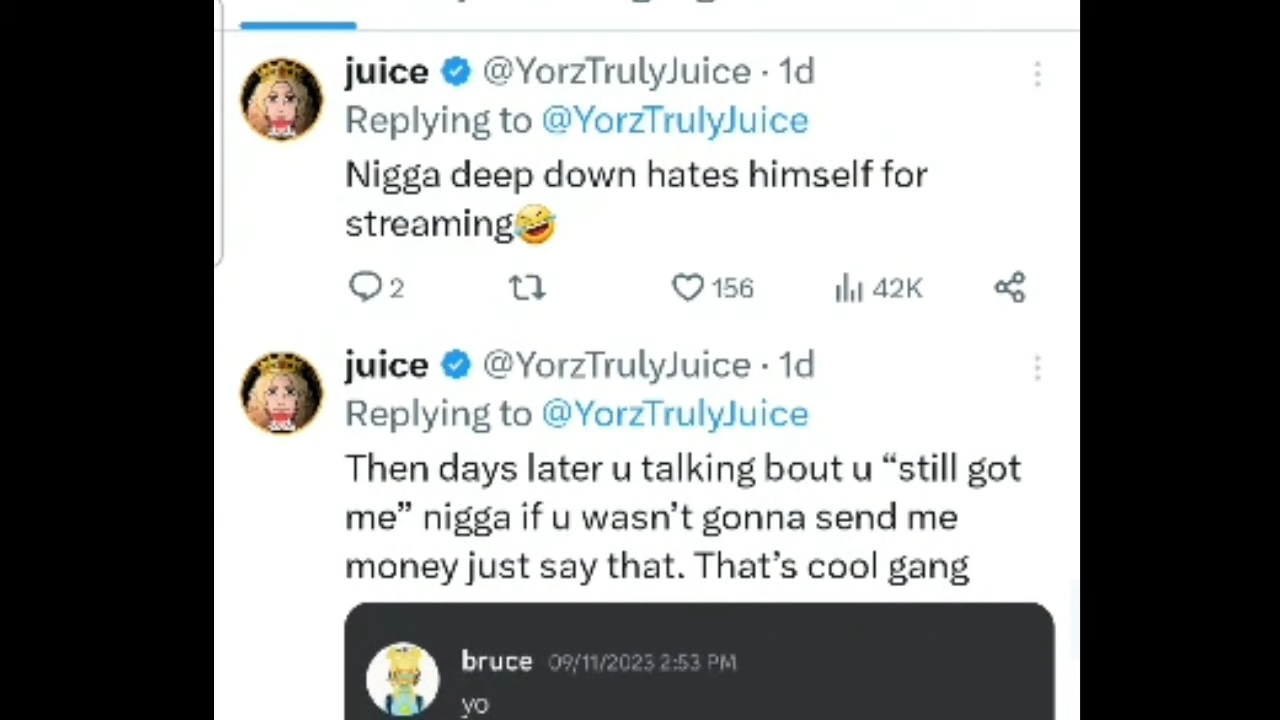 juice @YorzTrulyJuice · 1d
Replying to @YorzTrulyJuice
Nigga deep down hates himself for
streaming🤣
2 156 42K
juice @YorzTrulyJuice · 1d
Replying to @YorzTrulyJuice
Then days later u talking bout u “still got
me” nigga if u wasn’t gonna send me
money just say that. That’s cool gang
bruce 09/11/2023 2:53 PM
yo